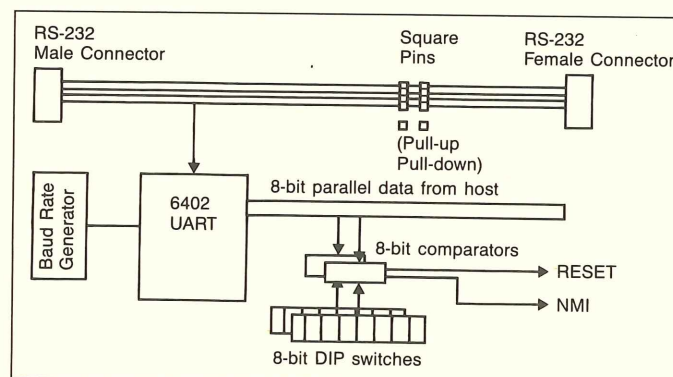 RS-232
Male Connector
Square
Pins
RS-232
Female Connector
(Pull-up
Pull-down)
8-bit parallel data from host
Baud Rate
Generator
6402
UART
8-bit comparators
RESET
NMI
8-bit DIP switches